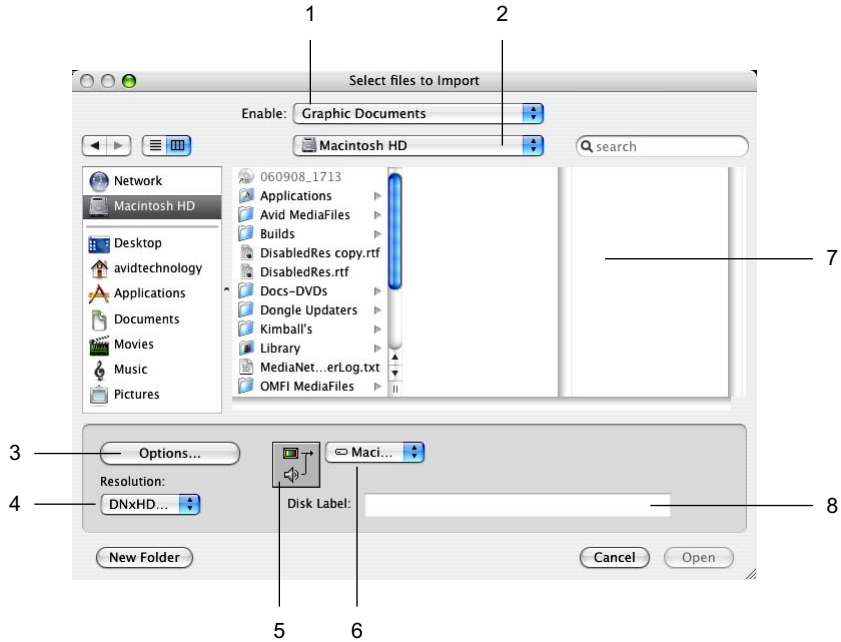 1 2
Select files to Import
Enable: Graphic Documents
Macintosh HD
search
Network
Macintosh HD
Desktop
avidtechnology
Applications
Documents
Movies
Music
Pictures
060908_1713
Applications
Avid MediaFiles
Builds
DisabledRes copy.rtf
DisabledRes.rtf
Docs-DVDs
Dongle Updaters
Kimball's
Library
MediaNet...erLog.txt
OMFI MediaFiles
7
3
Options...
Maci...
Resolution:
4
DNxHD...
Disk Label:
8
New Folder
Cancel
Open
5 6